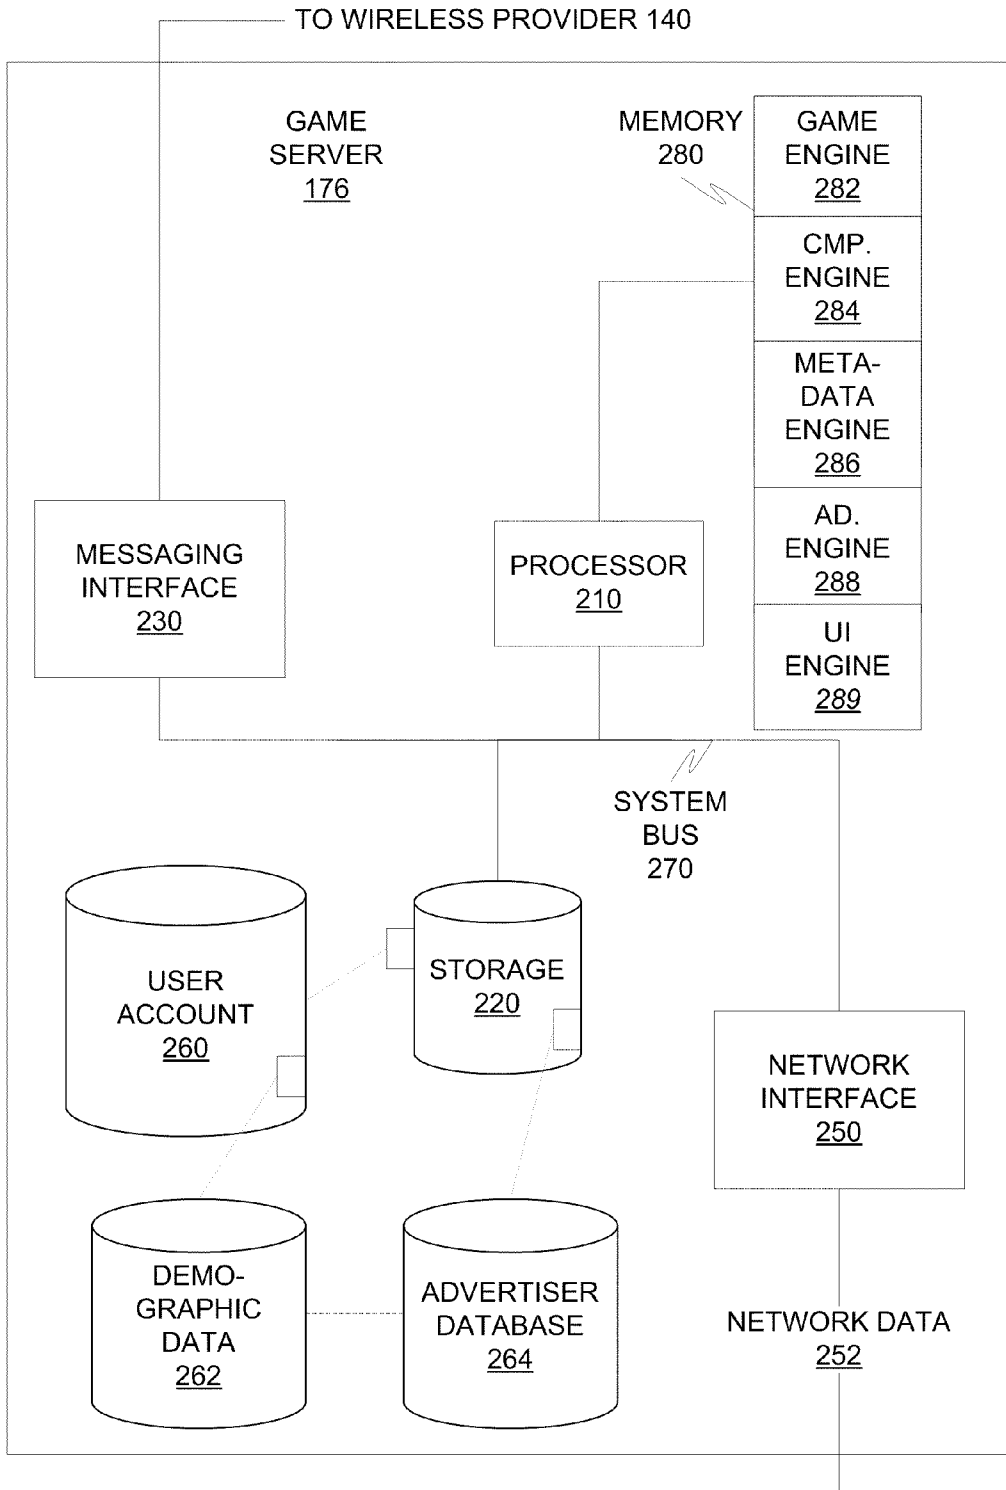 TO WIRELESS PROVIDER 140
GAME
SERVER
176
MEMORY
280
GAME
ENGINE
282
CMP.
ENGINE
284
META-
DATA
ENGINE
286
AD.
ENGINE
288
UI
ENGINE
289
MESSAGING
INTERFACE
230
PROCESSOR
210
SYSTEM
BUS
270
USER
ACCOUNT
260
STORAGE
220
NETWORK
INTERFACE
250
DEMO-
GRAPHIC
DATA
262
ADVERTISER
DATABASE
264
NETWORK DATA
252